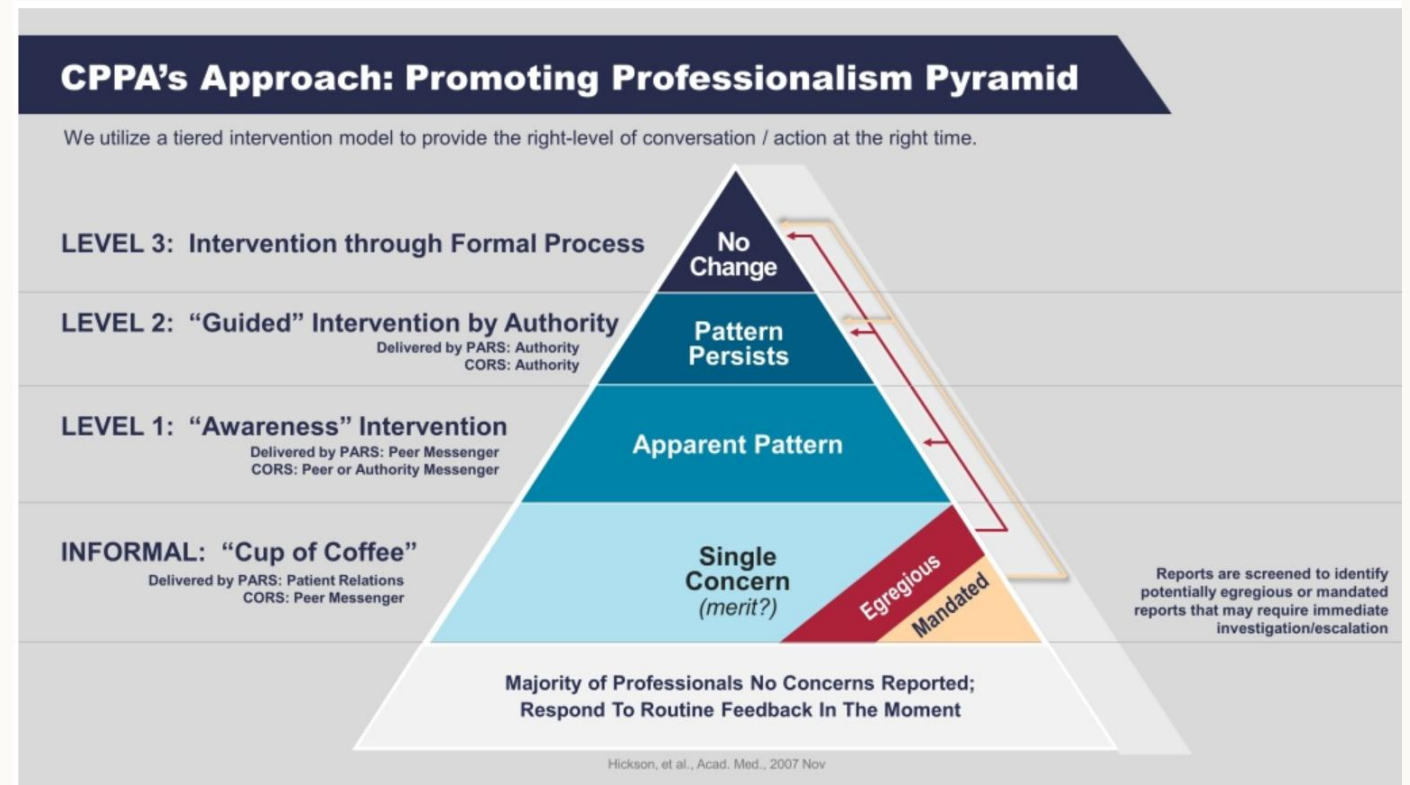 CPPA's Approach: Promoting Professionalism Pyramid
We utilize a tiered intervention model to provide the right-level of conversation / action at the right time.
LEVEL 3: Intervention through Formal Process
No
Change
LEVEL 2: “Guided” Intervention by Authority
Delivered by PARS: Authority
CORS: Authority
Pattern
Persists
LEVEL 1: “Awareness” Intervention
Delivered by PARS: Peer Messenger
CORS: Peer or Authority Messenger
Apparent Pattern
INFORMAL: “Cup of Coffee”
Delivered by PARS: Patient Relations
CORS: Peer Messenger
Single
Concern
(merit?)
Egregious
Mandated
Reports are screened to identify
potentially egregious or mandated
reports that may require immediate
investigation/escalation
Majority of Professionals No Concerns Reported;
Respond To Routine Feedback In The Moment
Hickson, et al., Acad. Med., 2007 Nov